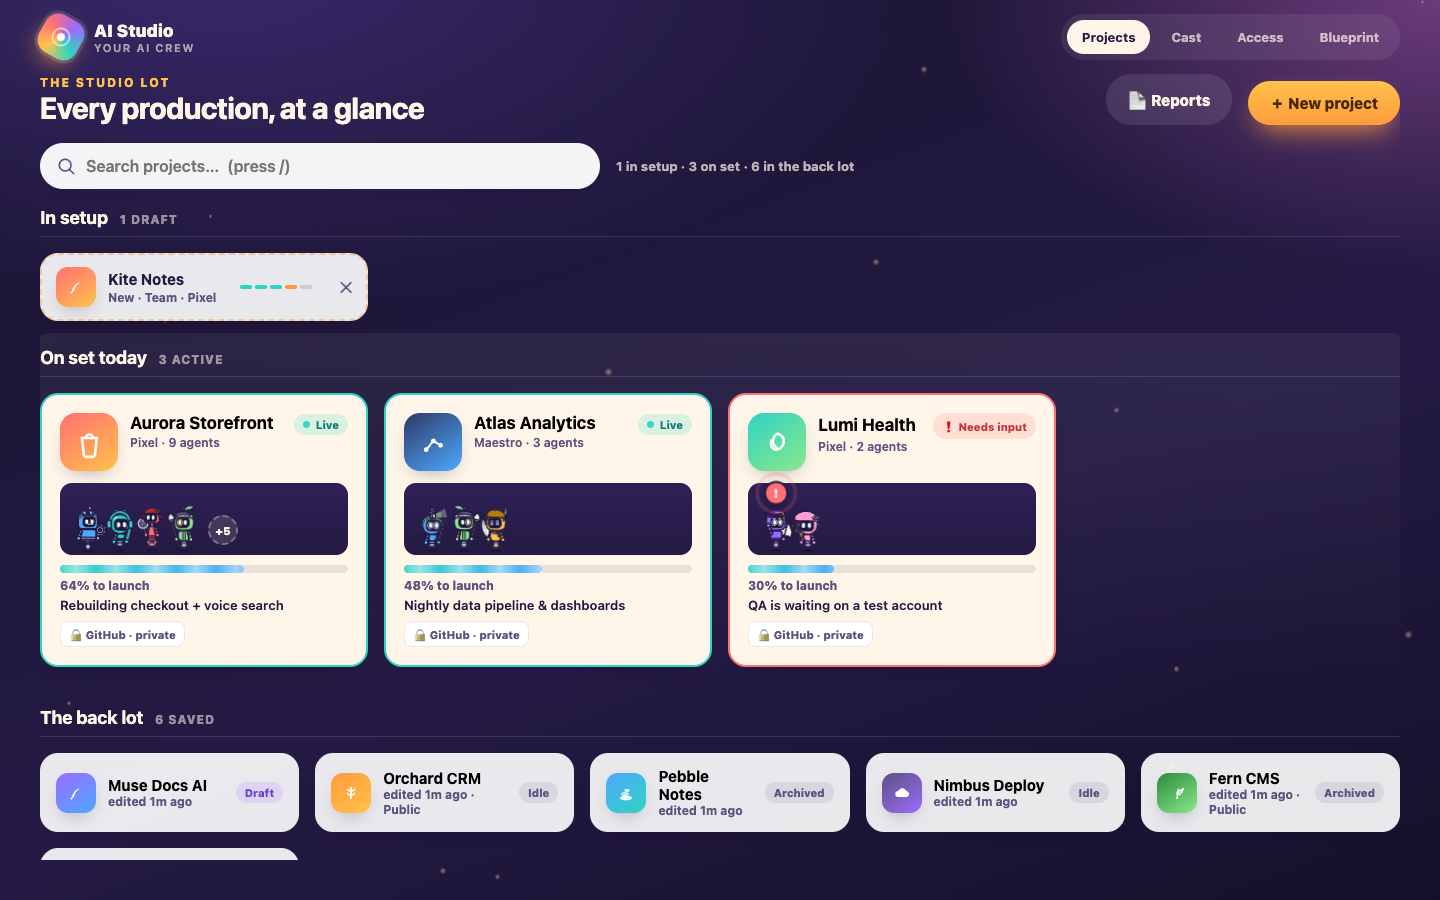 AI Studio
YOUR AI CREW
Projects
Cast
Access
Blueprint
THE STUDIO LOT
Every production, at a glance
Reports
+ New project
Search projects... (press /)
1 in setup · 3 on set · 6 in the back lot
In setup
1 DRAFT
Kite Notes
New · Team · Pixel
On set today
3 ACTIVE
Aurora Storefront
Live
Pixel · 9 agents
+5
64% to launch
Rebuilding checkout + voice search
GitHub · private
Atlas Analytics
Live
Maestro · 3 agents
48% to launch
Nightly data pipeline & dashboards
GitHub · private
Lumi Health
! Needs input
Pixel · 2 agents
!
30% to launch
QA is waiting on a test account
GitHub · private
The back lot
6 SAVED
Muse Docs AI
edited 1m ago
Draft
Orchard CRM
edited 1m ago ·
Public
Idle
Pebble
Notes
edited 1m ago
Archived
Nimbus Deploy
edited 1m ago
Idle
Fern CMS
edited 1m ago ·
Public
Archived